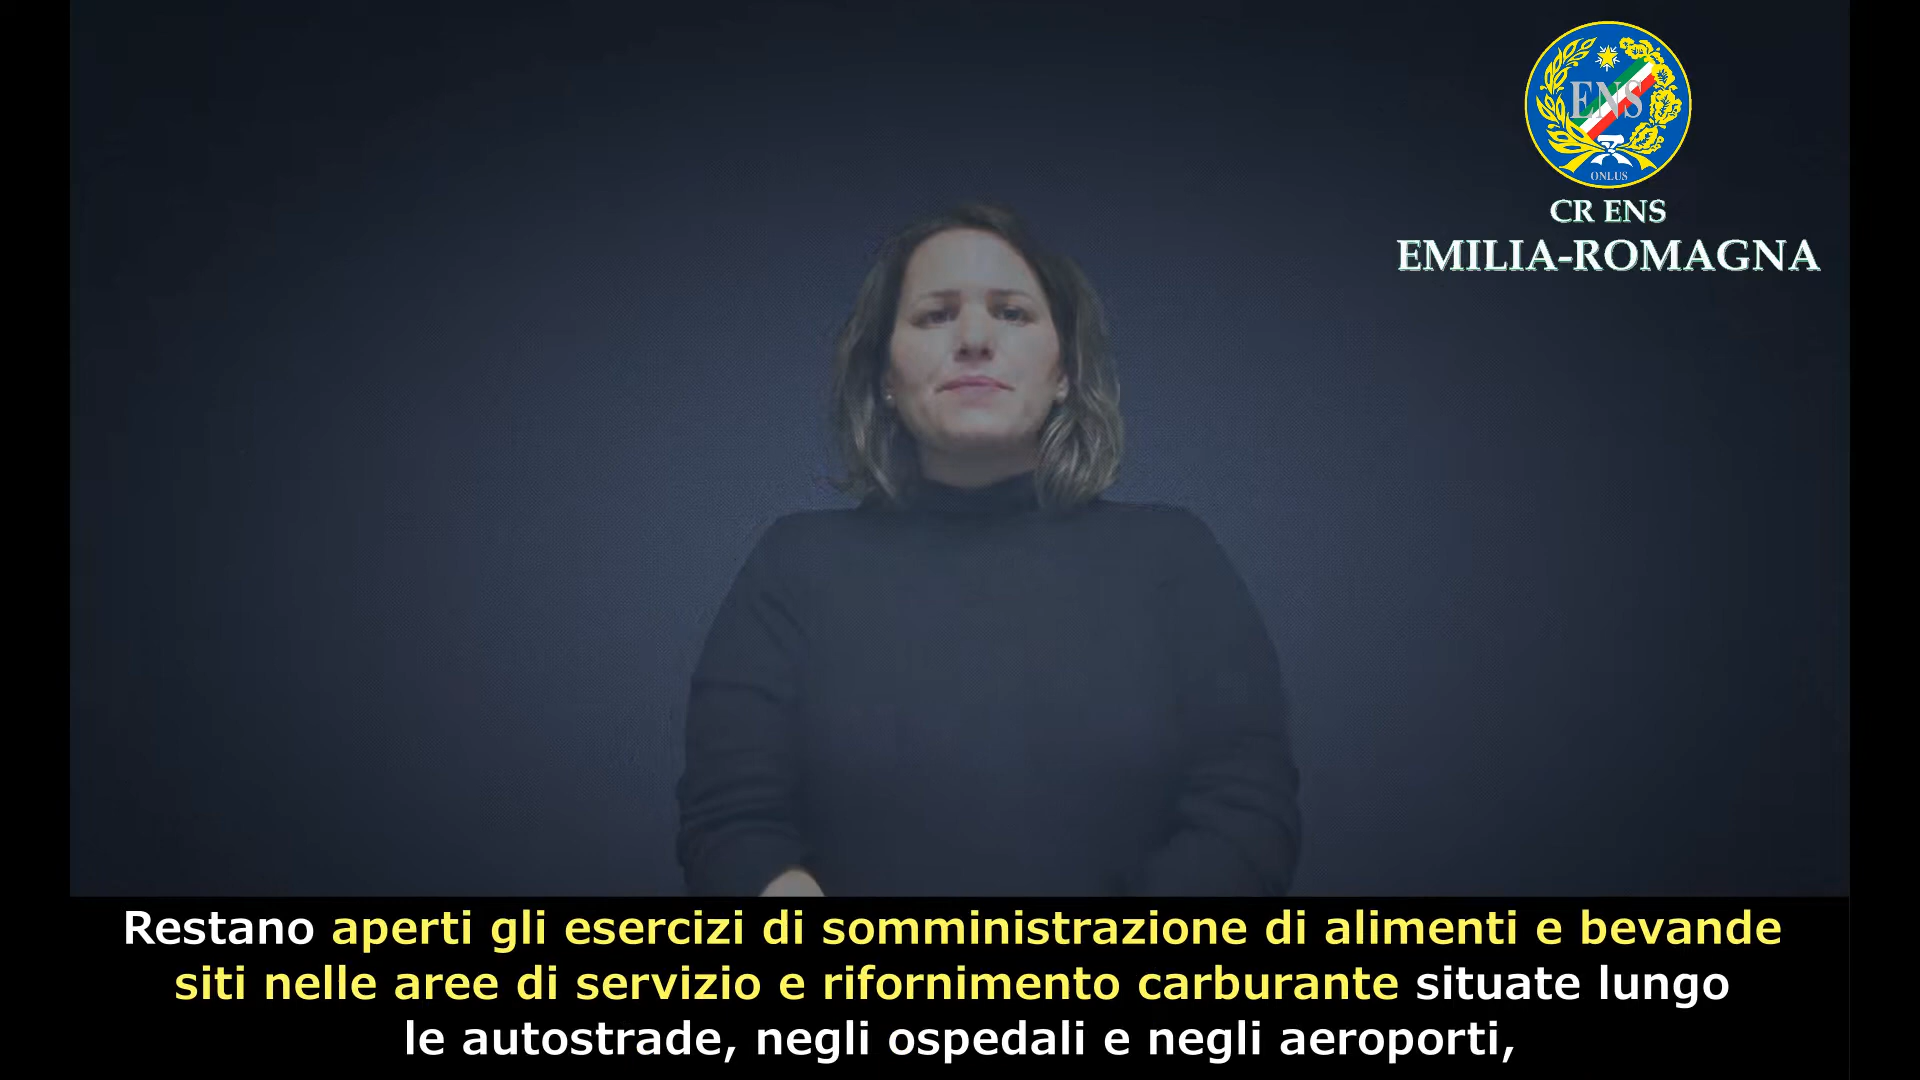 ENS
ONLUS
CR ENS
EMILIA-ROMAGNA
Restano aperti gli esercizi di somministrazione di alimenti e bevande
siti nelle aree di servizio e rifornimento carburante situate lungo
le autostrade, negli ospedali e negli aeroporti,